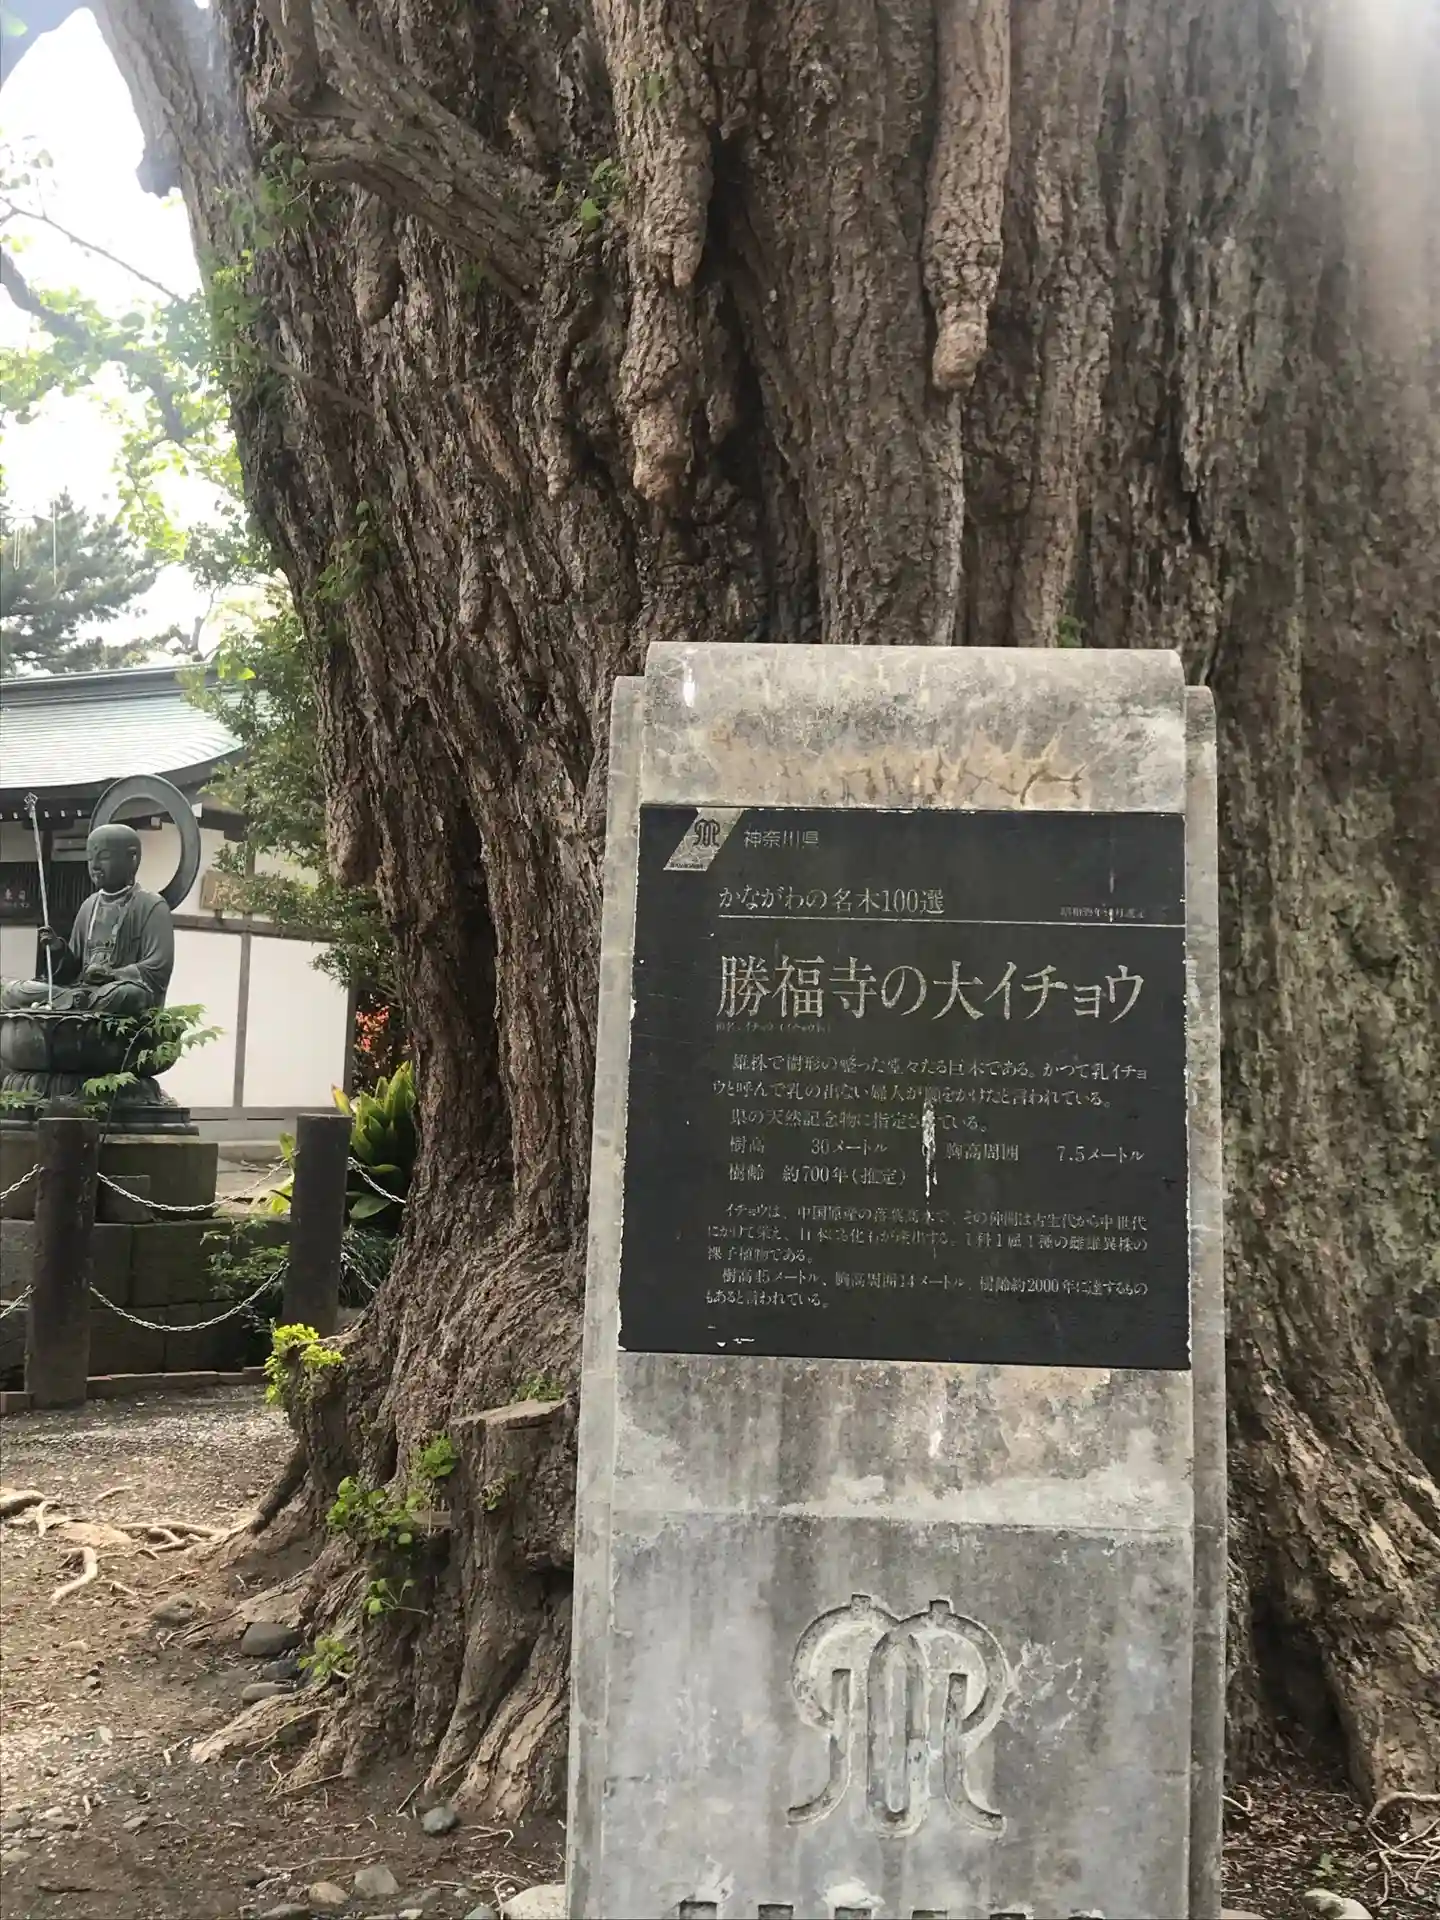 神奈川県
かながわの名木100選
勝福寺の大イチョウ
雄株で樹形の整った堂々たる巨木である。かつて乳イチョ
ウと呼んで乳の出ない婦人が願をかけたと言われている。
県の天然記念物に指定されている。
樹高 30メートル 胸高周囲 7.5メートル
樹齢 約700年(推定)
イチョウは、中国原産の落葉高木で、その仲間は古生代から中世代
にかけて栄え、日本にも化石が産出する。1科1属1種の雌雄異株の
裸子植物である。
樹高45メートル、胸高周囲14メートル、樹齢約2000年に達するもの
もあると言われている。